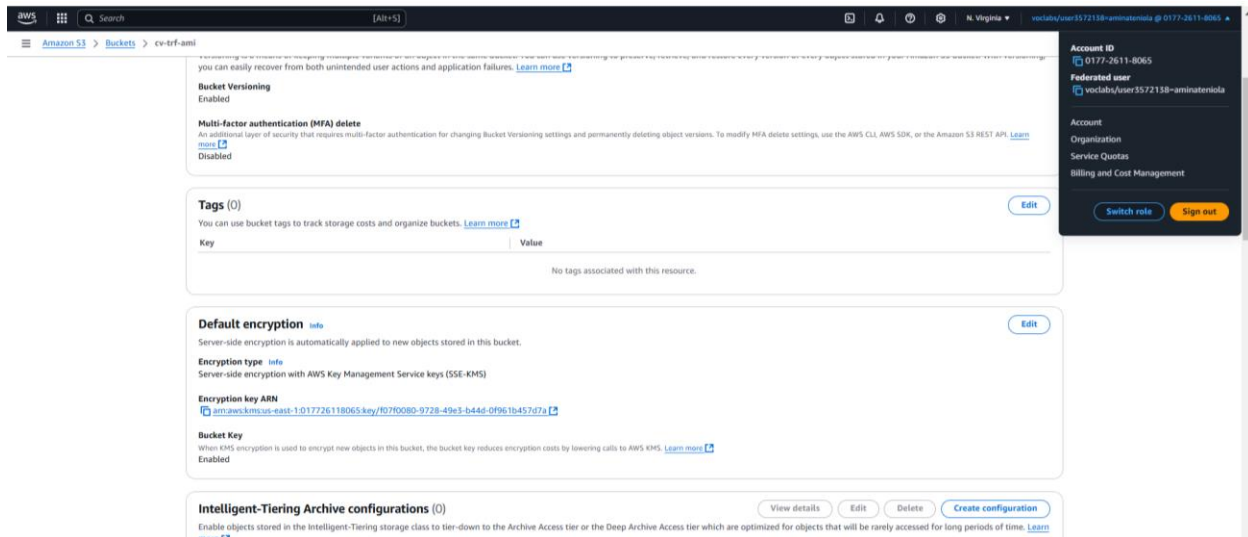 aws
Search [Alt+S]
N. Virginia ▼ voclabs/user3572138=aminateniola @ 0177-2611-8065 ▲
Amazon S3 > Buckets > cv-trf-ami
you can easily recover from both unintended user actions and application failures. Learn more
Bucket Versioning
Enabled
Multi-factor authentication (MFA) delete
An additional layer of security that requires multi-factor authentication for changing Bucket Versioning settings and permanently deleting object versions. To modify MFA delete settings, use the AWS CLI, AWS SDK, or the Amazon S3 REST API. Learn
more
Disabled
Account ID
0177-2611-8065
Federated user
voclabs/user3572138=aminateniola
Account
Organization
Service Quotas
Billing and Cost Management
Switch role Sign out
Tags (0) Edit
You can use bucket tags to track storage costs and organize buckets. Learn more
Key Value
No tags associated with this resource.
Default encryption Info Edit
Server-side encryption is automatically applied to new objects stored in this bucket.
Encryption type Info
Server-side encryption with AWS Key Management Service keys (SSE-KMS)
Encryption key ARN
arn:aws:kms:us-east-1:017726118065:key/f07f0080-9728-49e3-b44d-0f961b457d7a
Bucket Key
When KMS encryption is used to encrypt new objects in this bucket, the bucket key reduces encryption costs by lowering calls to AWS KMS. Learn more
Enabled
Intelligent-Tiering Archive configurations (0) View details Edit Delete Create configuration
Enable objects stored in the Intelligent-Tiering storage class to tier-down to the Archive Access tier or the Deep Archive Access tier which are optimized for objects that will be rarely accessed for long periods of time. Learn